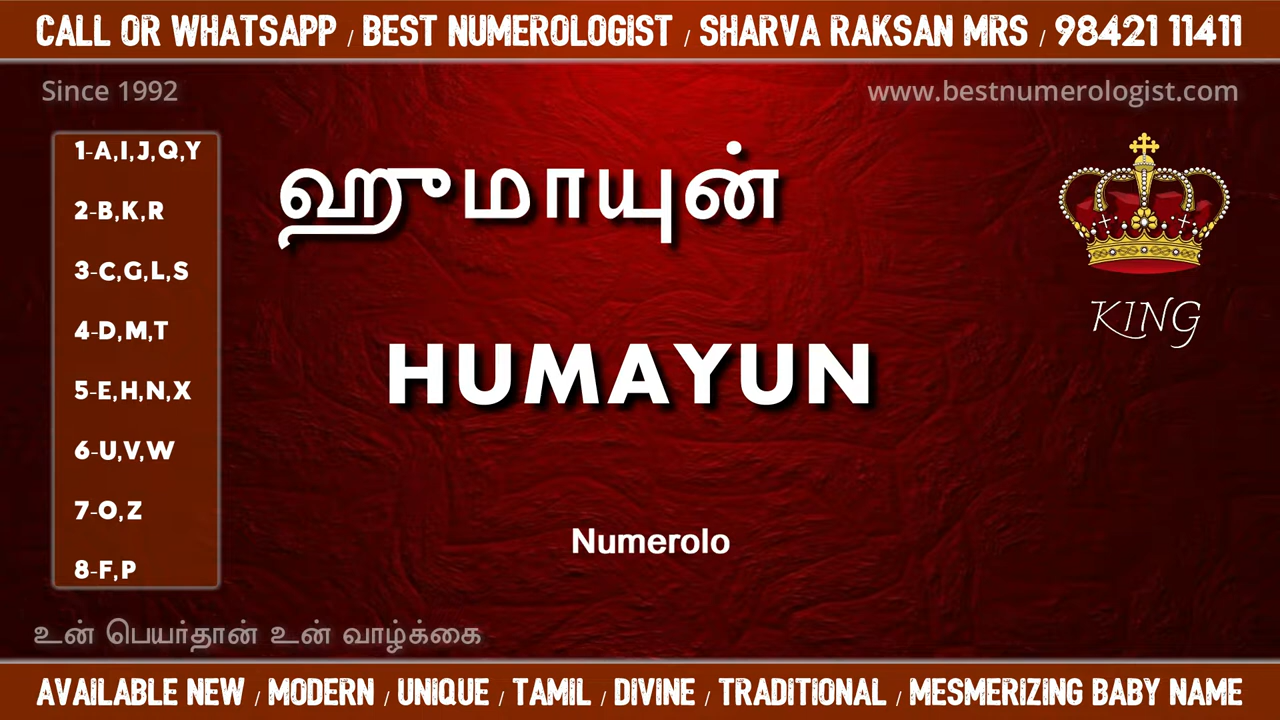 CALL OR WHATSAPP / BEST NUMEROLOGIST / SHARVA RAKSAN MRS / 98421 11411
Since 1992
www.bestnumerologist.com
1-A,I,J,Q,Y
2-B,K,R
3-C,G,L,S
4-D,M,T
5-E,H,N,X
6-U,V,W
7-O,Z
8-F,P
ஹுமாயுன்
KING
HUMAYUN
Numerolo
உன் பெயர்தான் உன் வாழ்க்கை
AVAILABLE NEW / MODERN / UNIQUE / TAMIL / DIVINE / TRADITIONAL / MESMERIZING BABY NAME